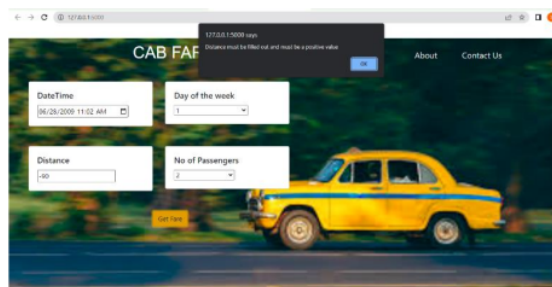 127.0.0.1:5000
127.0.0.1:5000 says
Distance must be filled out and must be a positive value
OK
CAB FAR
About
Contact Us
DateTime
Day of the week
06/25/2009 11:02 AM
1
Distance
No of Passengers
-90
2
Get Fare